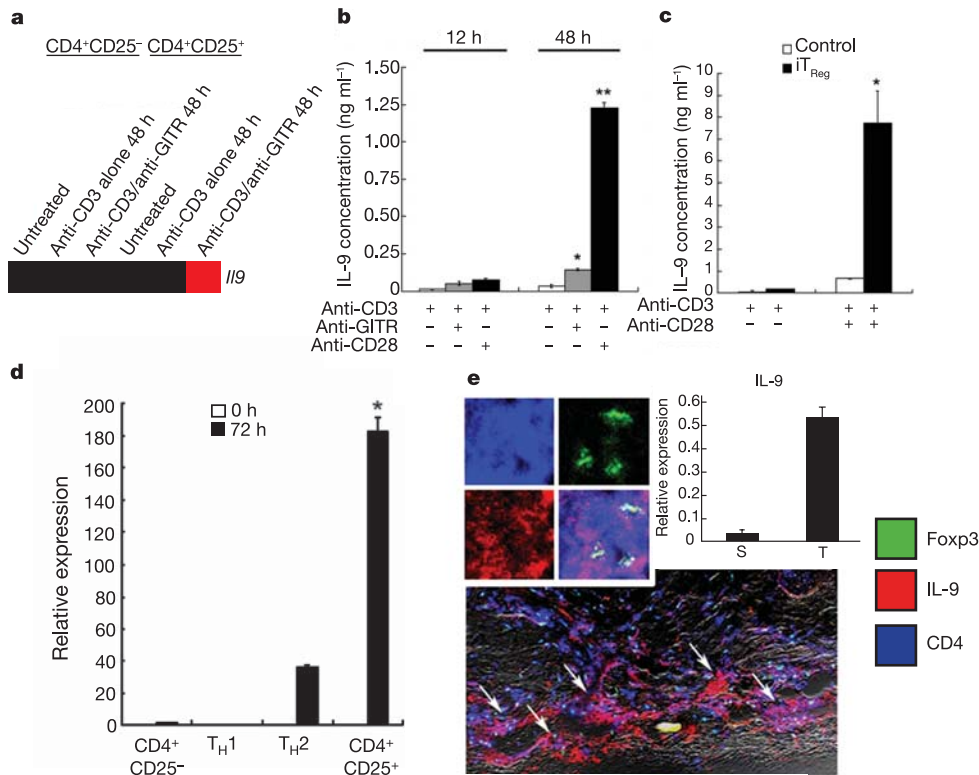 a
CD4⁺CD25⁻ CD4⁺CD25⁺
Untreated
Anti-CD3 alone 48 h
Anti-CD3/anti-GITR 48 h
Untreated
Anti-CD3 alone 48 h
Anti-CD3/anti-GITR 48 h
Il9
b
12 h 48 h
IL-9 concentration (ng ml⁻¹)
1.50
1.25
1.00
0.75
0.50
0.25
0
*
**
Anti-CD3 + + + + + +
Anti-GITR – + – – + –
Anti-CD28 – – + – – +
c
Control
iT_Reg
IL-9 concentration (ng ml⁻¹)
10
9
8
7
6
5
4
3
2
1
0
*
Anti-CD3 + + + +
Anti-CD28 – – + +
d
0 h
72 h
Relative expression
200
180
160
140
120
100
80
60
40
20
0
*
CD4⁺ CD25⁻
T_H1
T_H2
CD4⁺ CD25⁺
e
IL-9
Relative expression
0.6
0.5
0.4
0.3
0.2
0.1
0
S T
Foxp3
IL-9
CD4